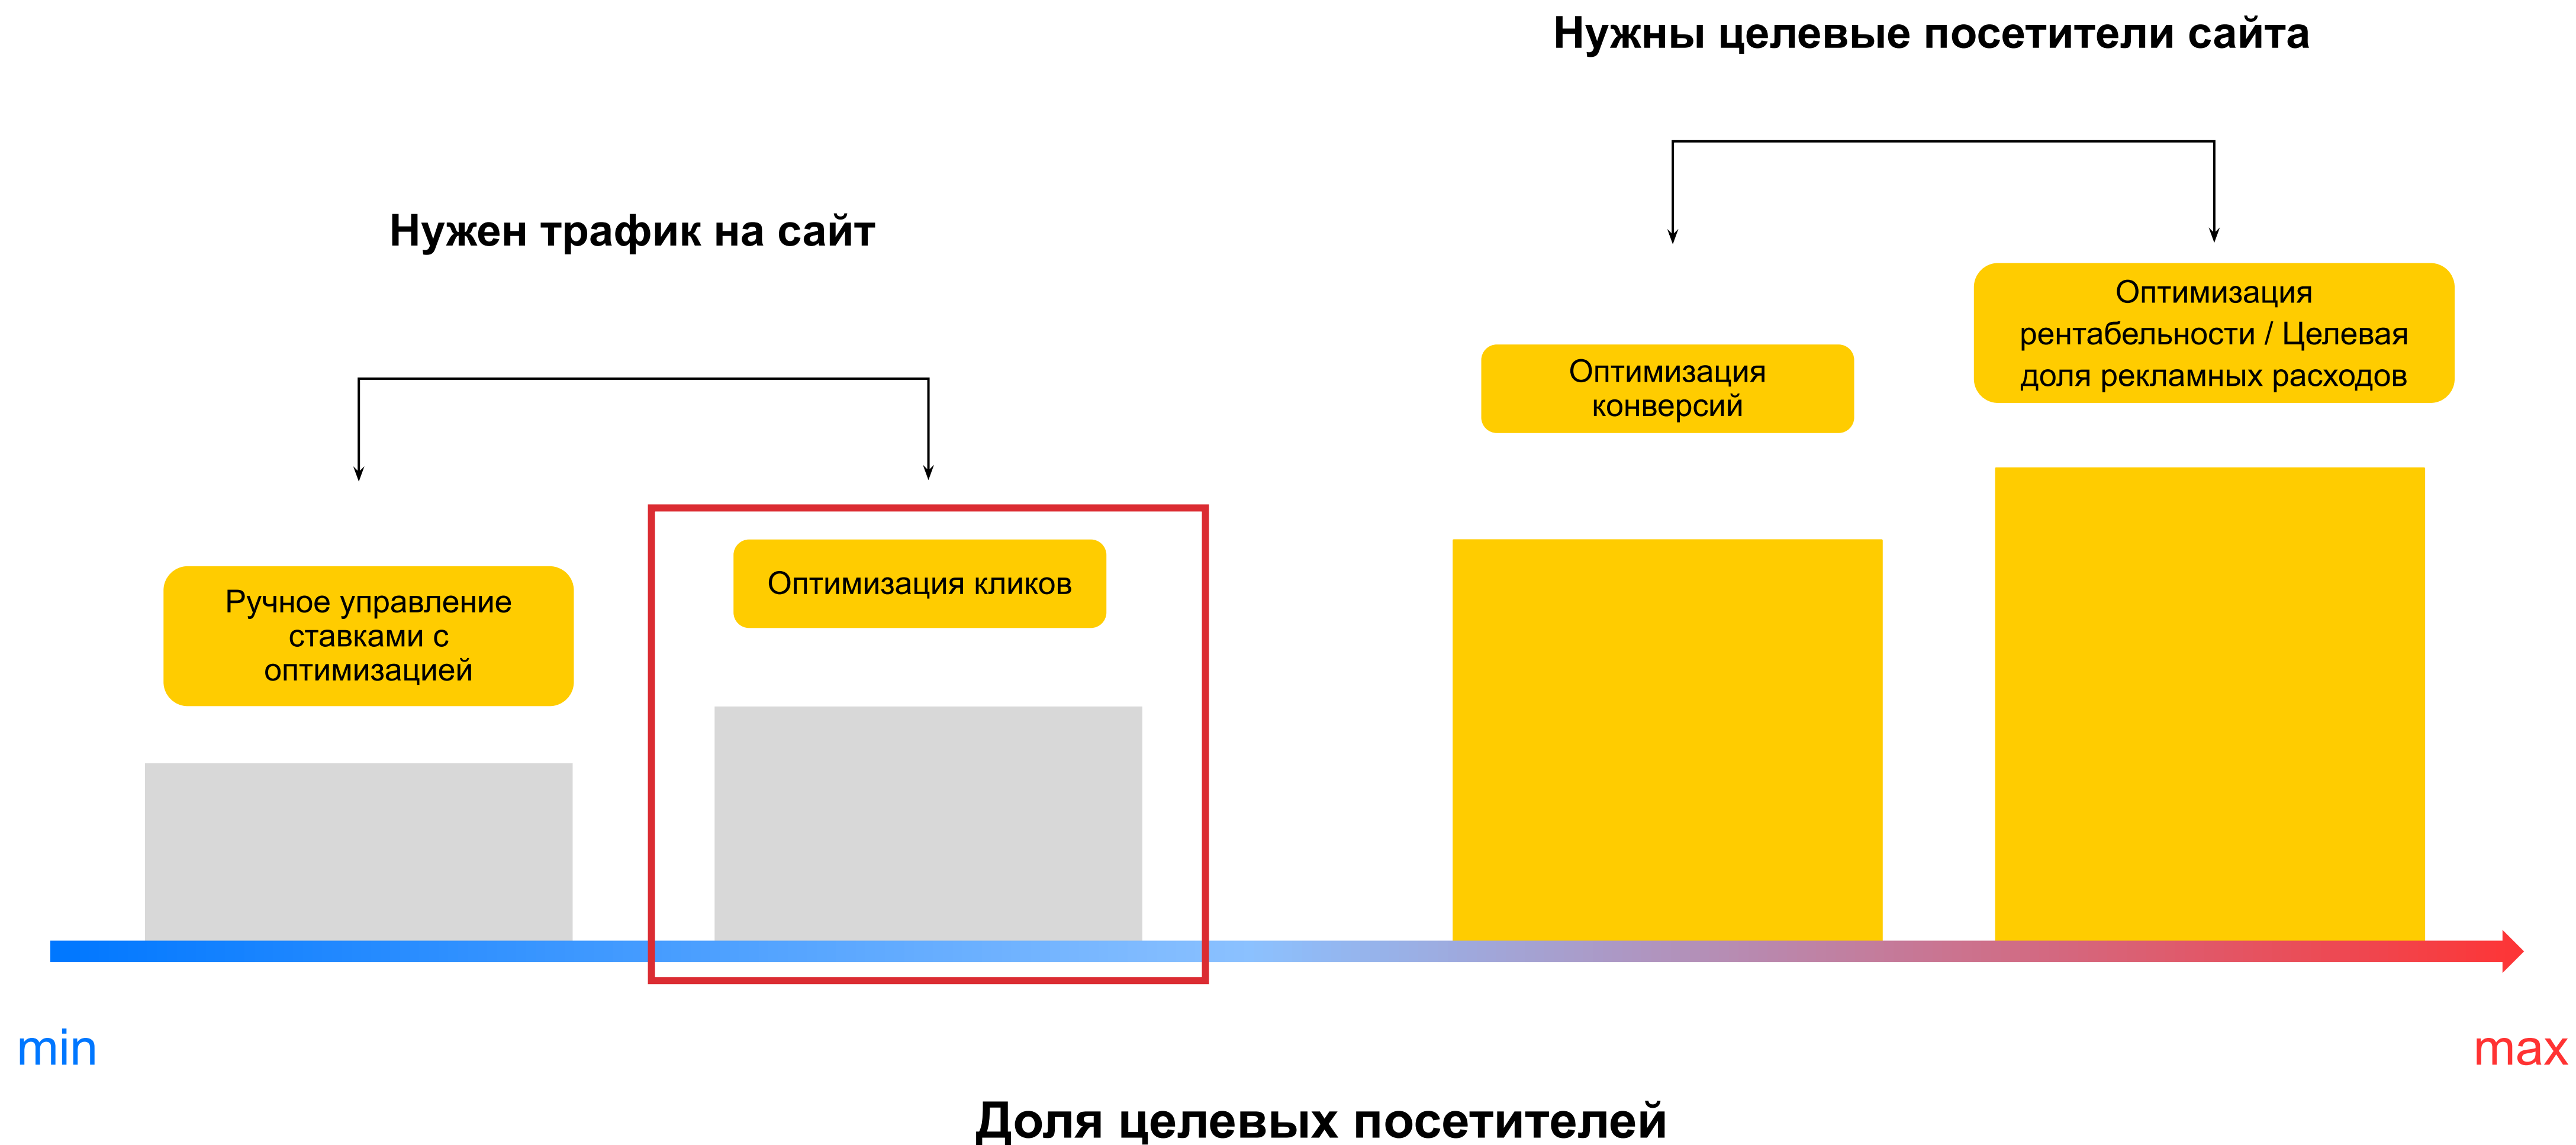 Нужны целевые посетители сайта
Нужен трафик на сайт
Ручное управление
ставками с
оптимизацией
Оптимизация кликов
Оптимизация
конверсий
Оптимизация
рентабельности / Целевая
доля рекламных расходов
min
max
Доля целевых посетителей